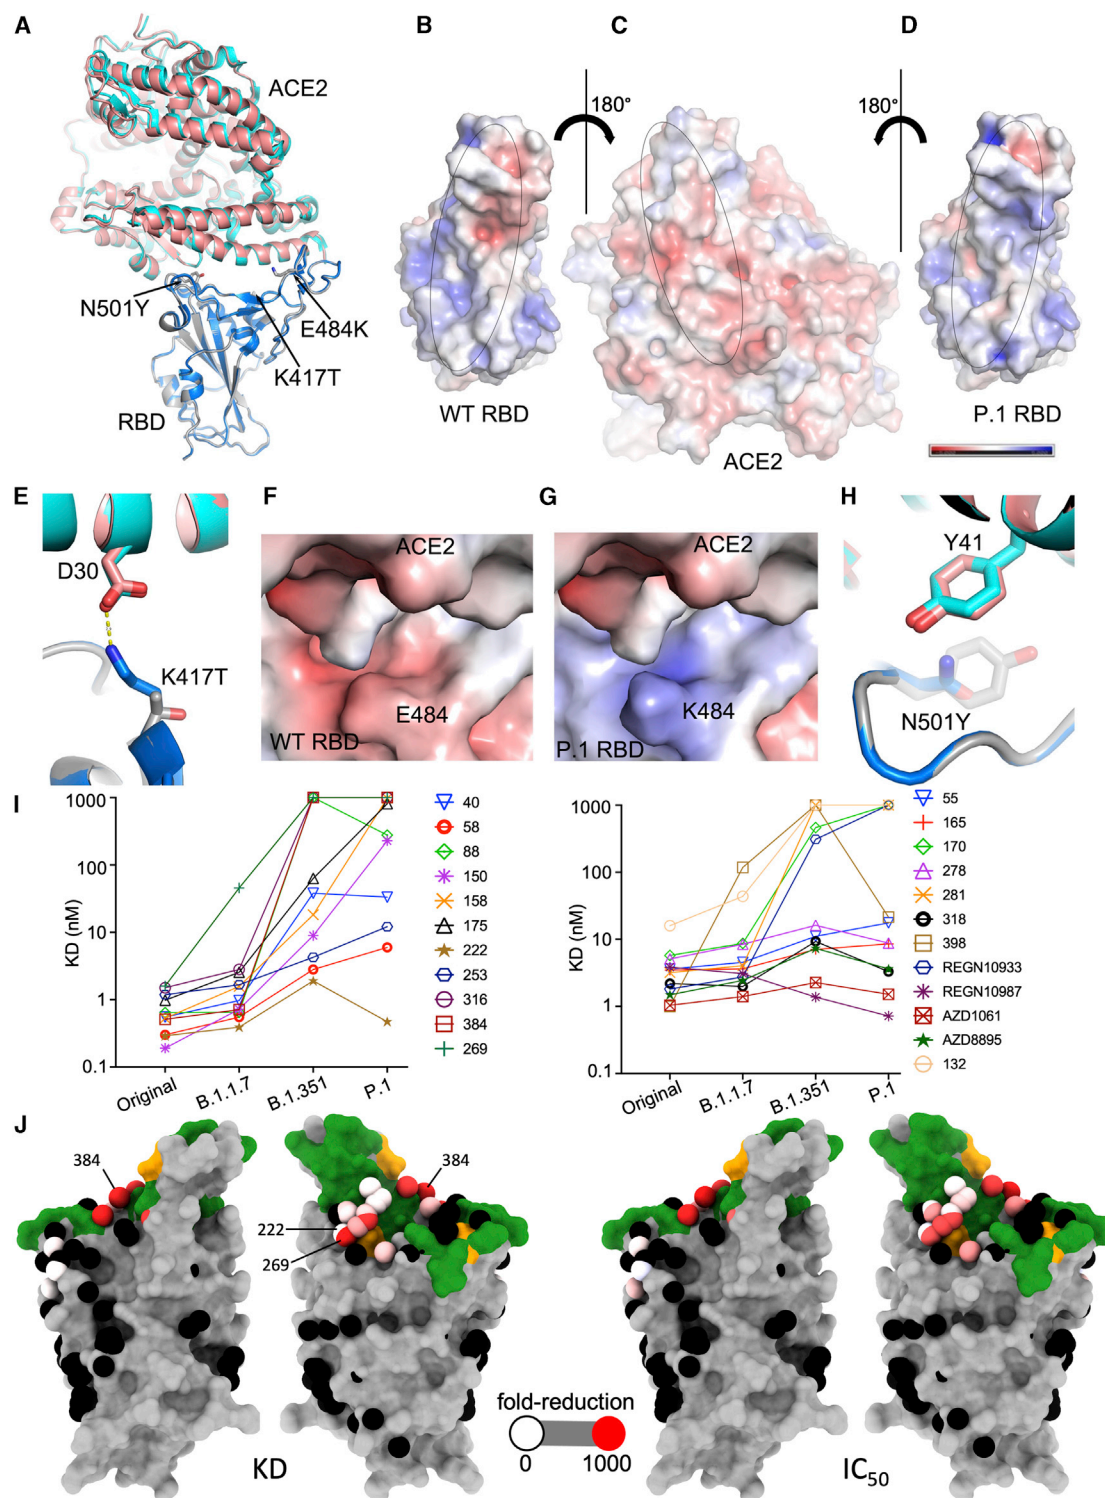 A
B
C
D
ACE2
180°
180°
N501Y
E484K
K417T
RBD
WT RBD
ACE2
P.1 RBD
E
F
G
H
D30
K417T
ACE2
E484
WT RBD
ACE2
K484
P.1 RBD
Y41
N501Y
I
KD (nM)
1000
100
10
1
0.1
Original
B.1.1.7
B.1.351
P.1
40
58
88
150
158
175
222
253
316
384
269
KD (nM)
1000
100
10
1
0.1
Original
B.1.1.7
B.1.351
P.1
55
165
170
278
281
318
398
REGN10933
REGN10987
AZD1061
AZD8895
132
J
384
384
222
269
fold-reduction
0 1000
KD
IC50